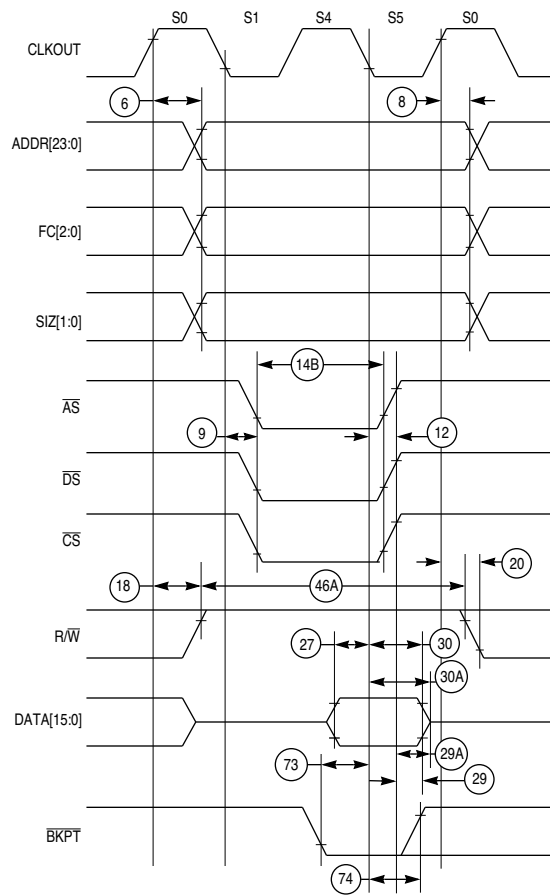 S0 S1 S4 S5 S0
CLKOUT
6 8
ADDR[23:0]
FC[2:0]
SIZ[1:0]
14B
AS
9 12
DS
CS
20
18 46A
R/W
27 30
30A
DATA[15:0]
29A
73 29
BKPT
74